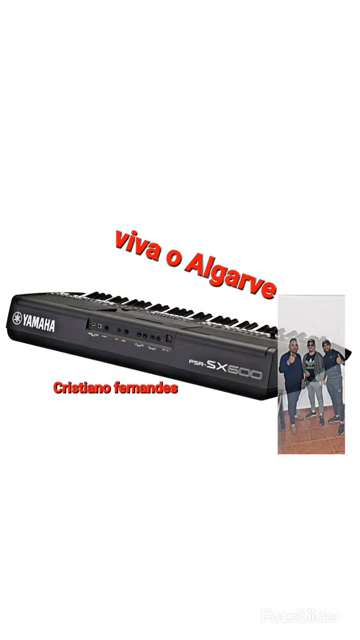 viva o Algarve
YAMAHA
PSR-SX600
Cristiano fernandes
FotoSlider